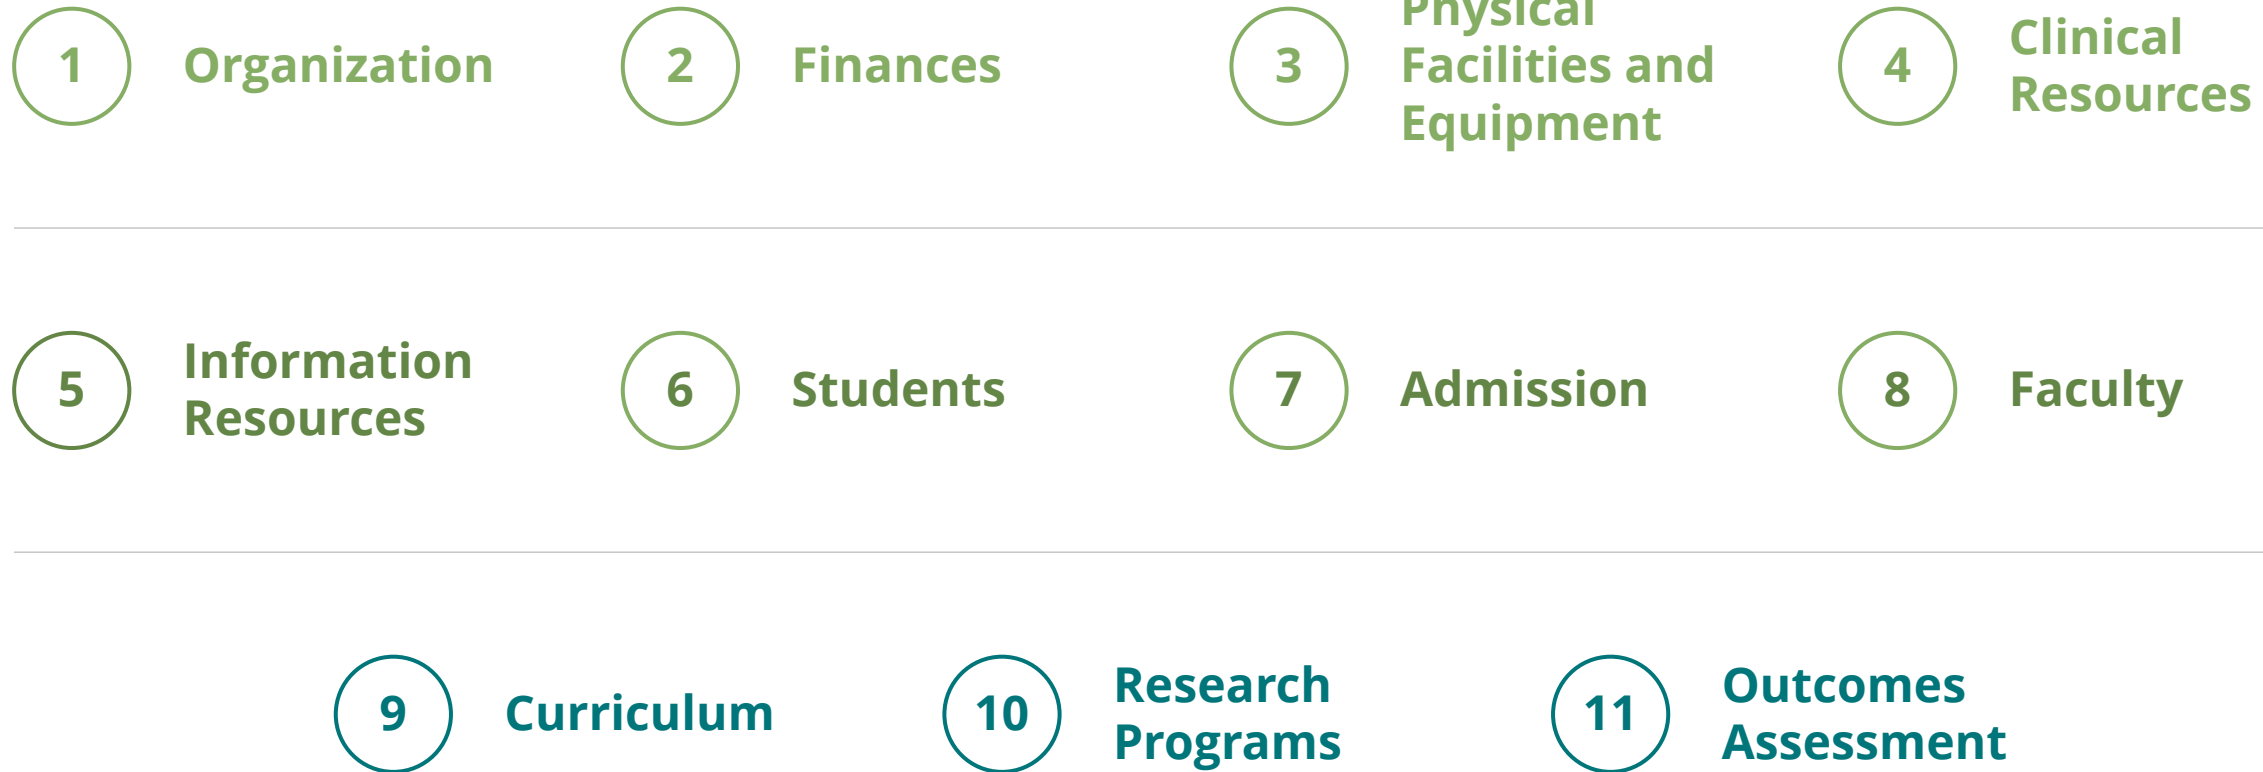 1 Organization
2 Finances
3 Physical
Facilities and
Equipment
4 Clinical
Resources
5 Information
Resources
6 Students
7 Admission
8 Faculty
9 Curriculum
10 Research
Programs
11 Outcomes
Assessment